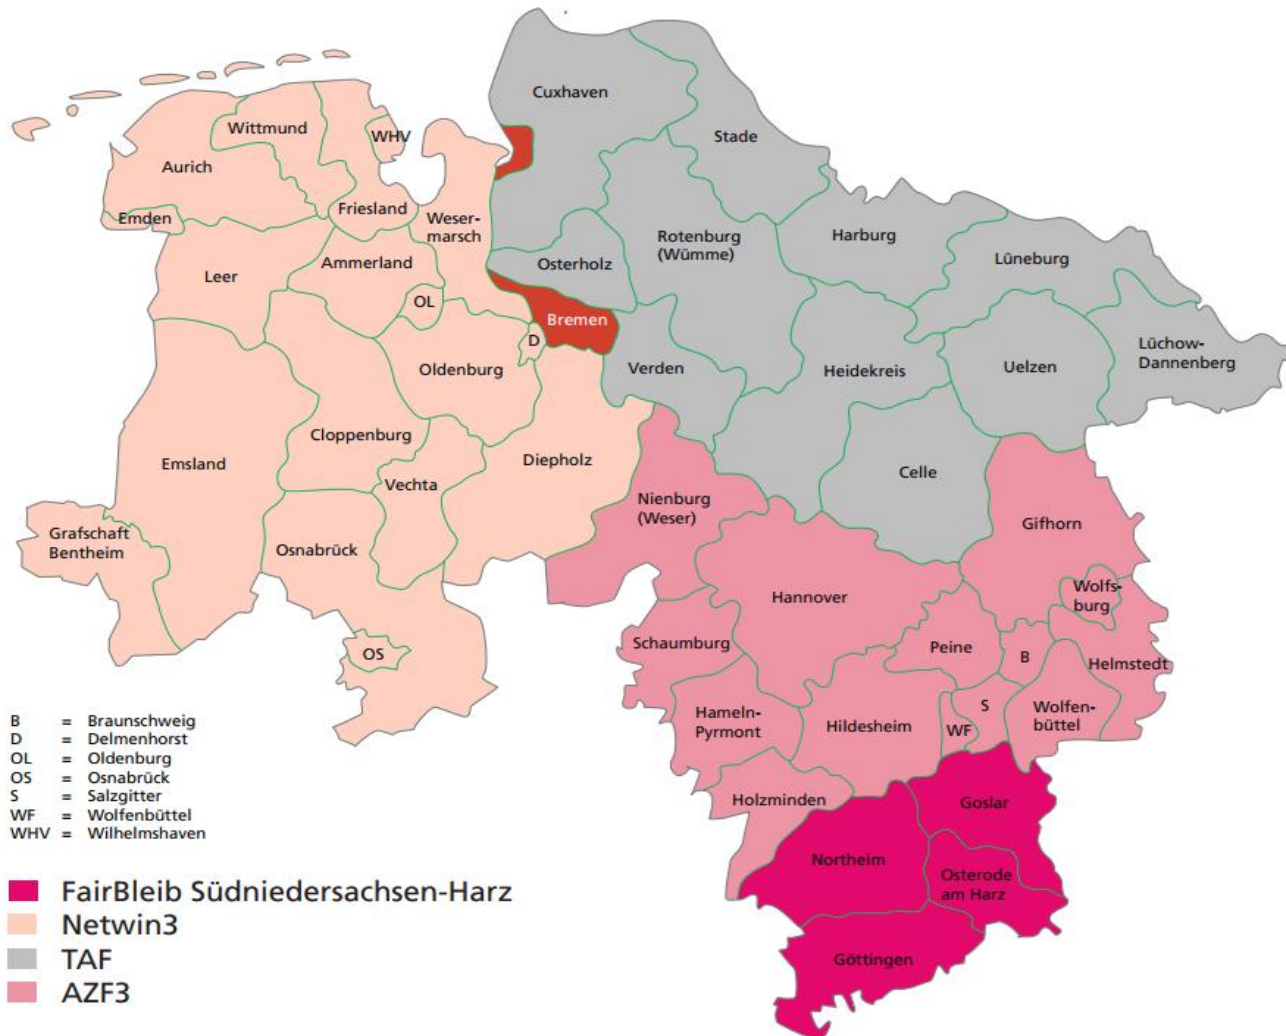 Cuxhaven
Stade
Wittmund
WHV
Aurich
Emden
Friesland
Weser-
marsch
Rotenburg
(Wümme)
Harburg
Lüneburg
Leer
Ammerland
Osterholz
OL
Bremen
D
Oldenburg
Verden
Heidekreis
Uelzen
Lüchow-
Dannenberg
Cloppenburg
Emsland
Diepholz
Vechta
Celle
Nienburg
(Weser)
Gifhorn
Grafschaft
Bentheim
Osnabrück
Hannover
Wolfs-
burg
Schaumburg
Peine
B
Helmstedt
OS
Hameln-
Pyrmont
Hildesheim
S
WF
Wolfen-
büttel
Holzminden
Goslar
Northeim
Osterode
am Harz
Göttingen
B = Braunschweig
D = Delmenhorst
OL = Oldenburg
OS = Osnabrück
S = Salzgitter
WF = Wolfenbüttel
WHV = Wilhelmshaven
FairBleib Südniedersachsen-Harz
Netwin3
TAF
AZF3